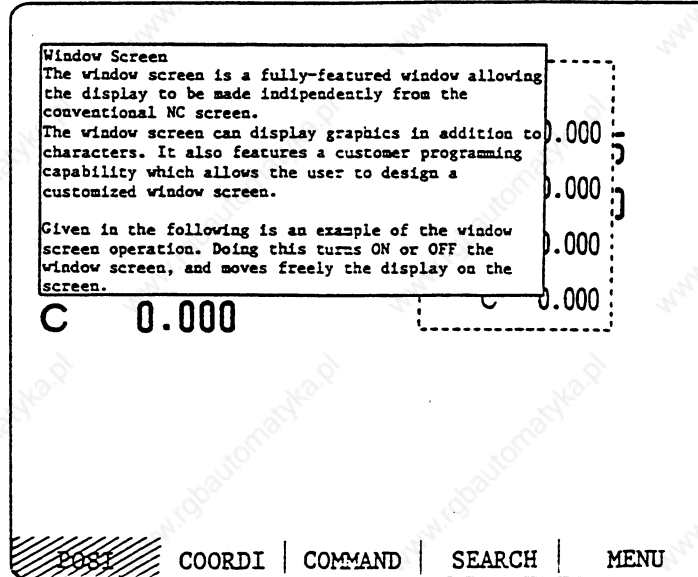 Window Screen
The window screen is a fully-featured window allowing
the display to be made indipendently from the
conventional NC screen.
The window screen can display graphics in addition to
characters. It also features a customer programming
capability which allows the user to design a
customized window screen.
Given in the following is an example of the window
screen operation. Doing this turns ON or OFF the
window screen, and moves freely the display on the
screen.
0.000
0.000
0.000
C 0.000
C 0.000
POSI COORDI COMMAND SEARCH MENU
www.rgbautomatyka.pl